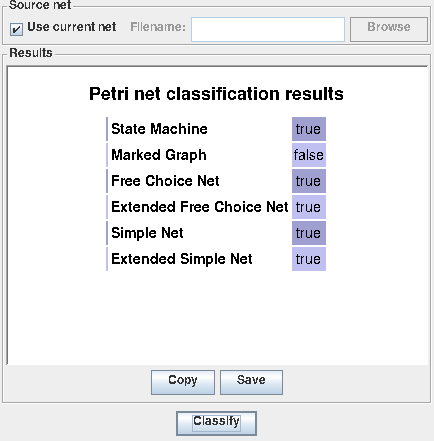 Source net
Use current net Filename: Browse
Results
Petri net classification results
State Machine true
Marked Graph false
Free Choice Net true
Extended Free Choice Net true
Simple Net true
Extended Simple Net true
Copy Save
Classify